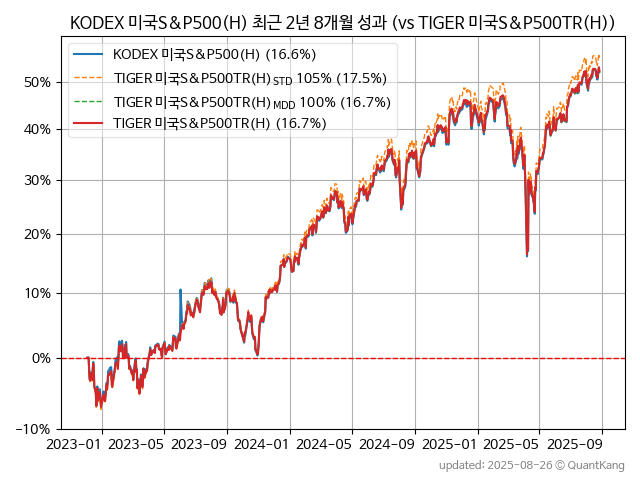 KODEX 미국S&P500(H) 최근 2년 8개월 성과 (vs TIGER 미국S&P500TR(H))
KODEX 미국S&P500(H) (16.6%)
TIGER 미국S&P500TR(H) STD 105% (17.5%)
TIGER 미국S&P500TR(H) MDD 100% (16.7%)
TIGER 미국S&P500TR(H) (16.7%)
50%
40%
30%
20%
10%
0%
−10%
2023-01 2023-05 2023-09 2024-01 2024-05 2024-09 2025-01 2025-05 2025-09
updated: 2025-08-26 © QuantKang